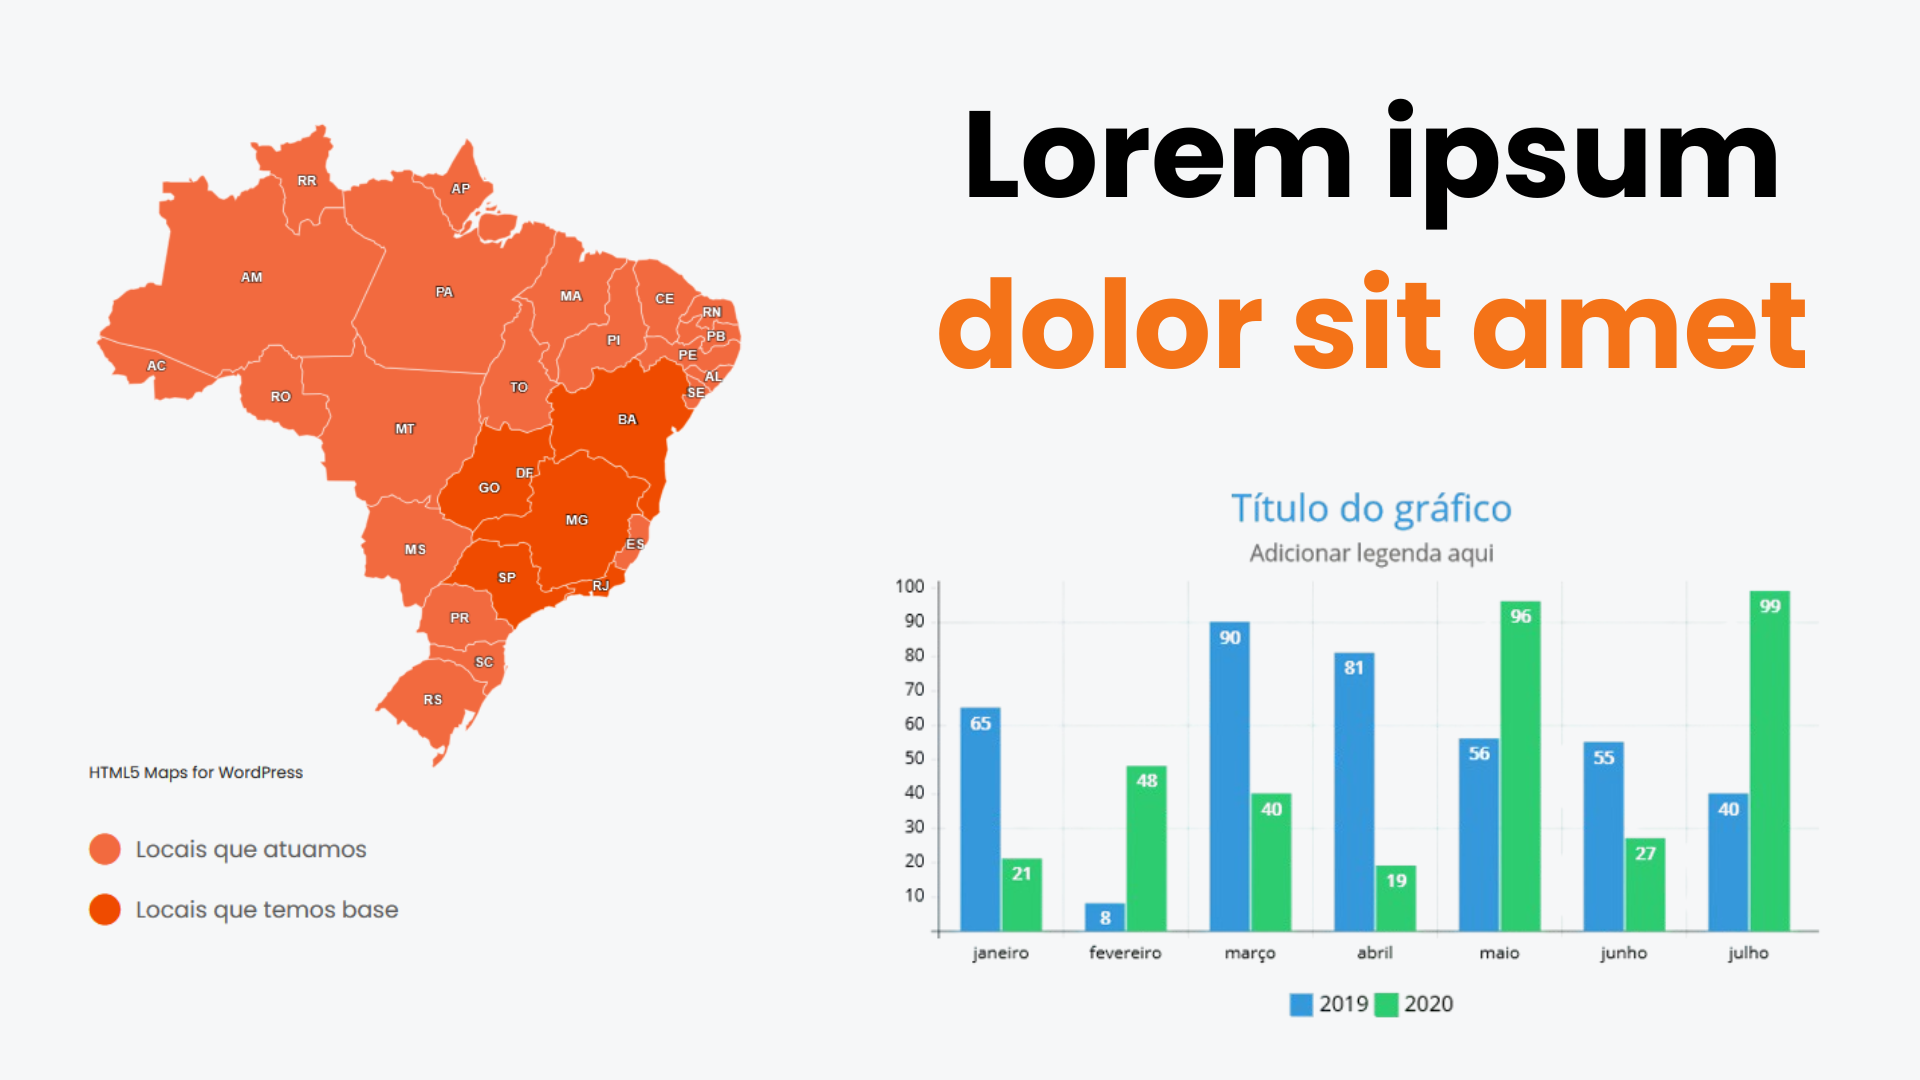 Lorem ipsum
dolor sit amet
RR
AP
AM
PA
MA
CE
RN
PB
PI
PE
AC
AL
TO
SE
RO
BA
MT
DF
GO
MG
ES
MS
SP
RJ
PR
SC
RS
HTML5 Maps for WordPress
Locais que atuamos
Locais que temos base
Título do gráfico
Adicionar legenda aqui
100
90
80
70
60
50
40
30
20
10
65
21
8
48
90
40
81
19
56
96
55
27
40
99
janeiro fevereiro março abril maio junho julho
2019 2020